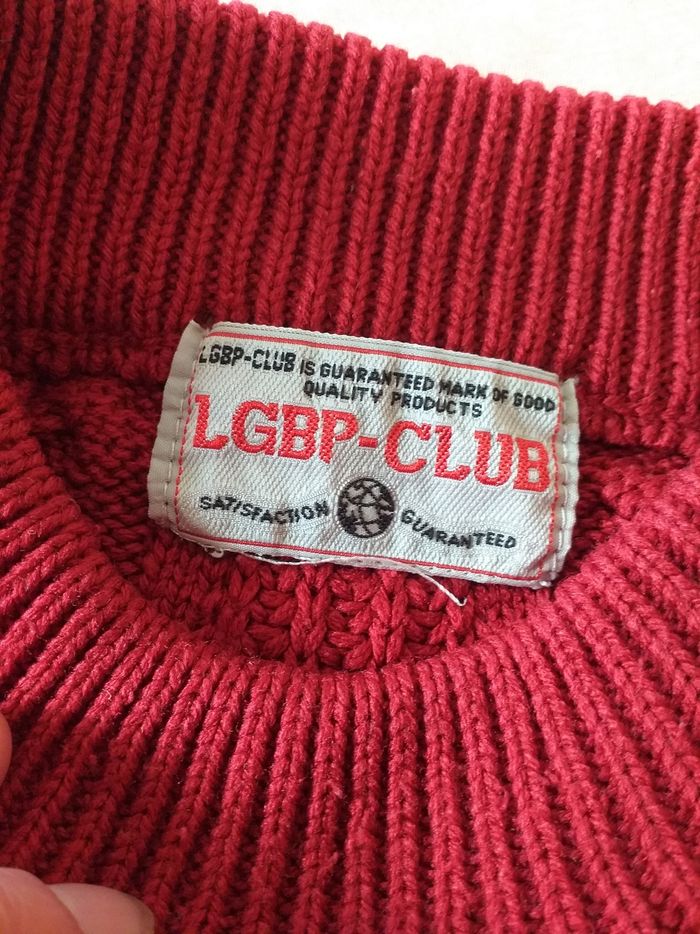 LGBP-CLUB IS GUARANTEED MARK OF GOOD
QUALITY PRODUCTS
LGBP-CLUB
SATISFACTION GUARANTEED